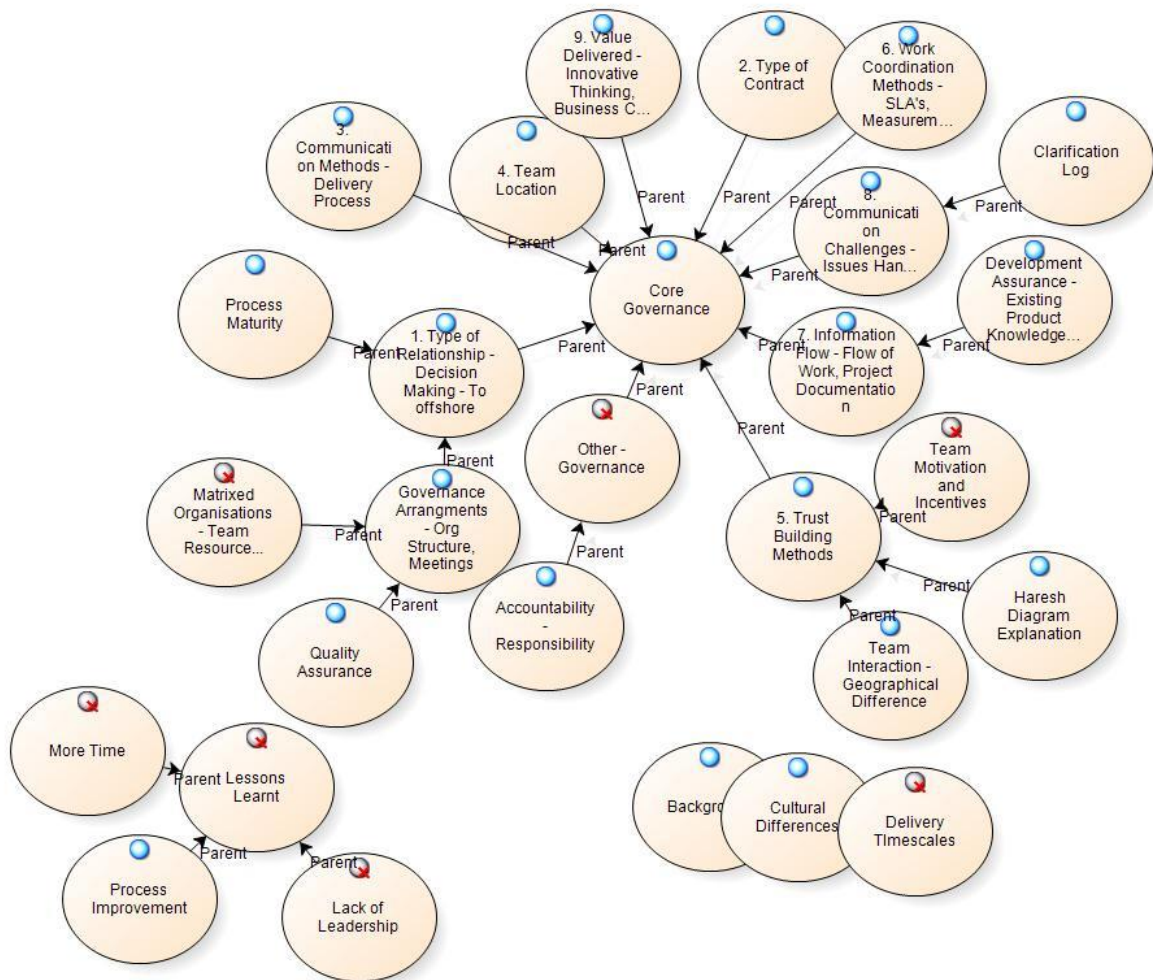 9. Value
Delivered -
Innovative
Thinking,
Business C...
2. Type of
Contract
6. Work
Coordination
Methods -
SLA's,
Measurem...
3.
Communicati
on Methods -
Delivery
Process
4. Team
Location
Clarification
Log
Parent
Parent
8.
Communicati
on
Challenges -
Issues Han...
Parent
Parent
Parent
Core
Governance
Parent
Development
Assurance -
Existing
Product
Knowledge...
Process
Maturity
Parent
1. Type of
Relationship -
Decision
Making - To
offshore
Parent
7. Information
Flow - Flow of
Work, Project
Documentatio
n
Parent
Parent
Parent
Parent
Other -
Governance
Team
Motivation
and
Incentives
Parent
Matrixed
Organisations
- Team
Resource...
Parent
Governance
Arrangments
- Org
Structure,
Meetings
5. Trust
Building
Methods
Parent
Parent
Parent
Accountability
-
Responsibility
Parent
Haresh
Diagram
Explanation
Quality
Assurance
Parent
Team
Interaction -
Geographical
Difference
More Time
Parent
Lessons
Learnt
Cultural
Differences
Delivery
TImescales
Parent
Process
Improvement
Parent
Lack of
Leadership